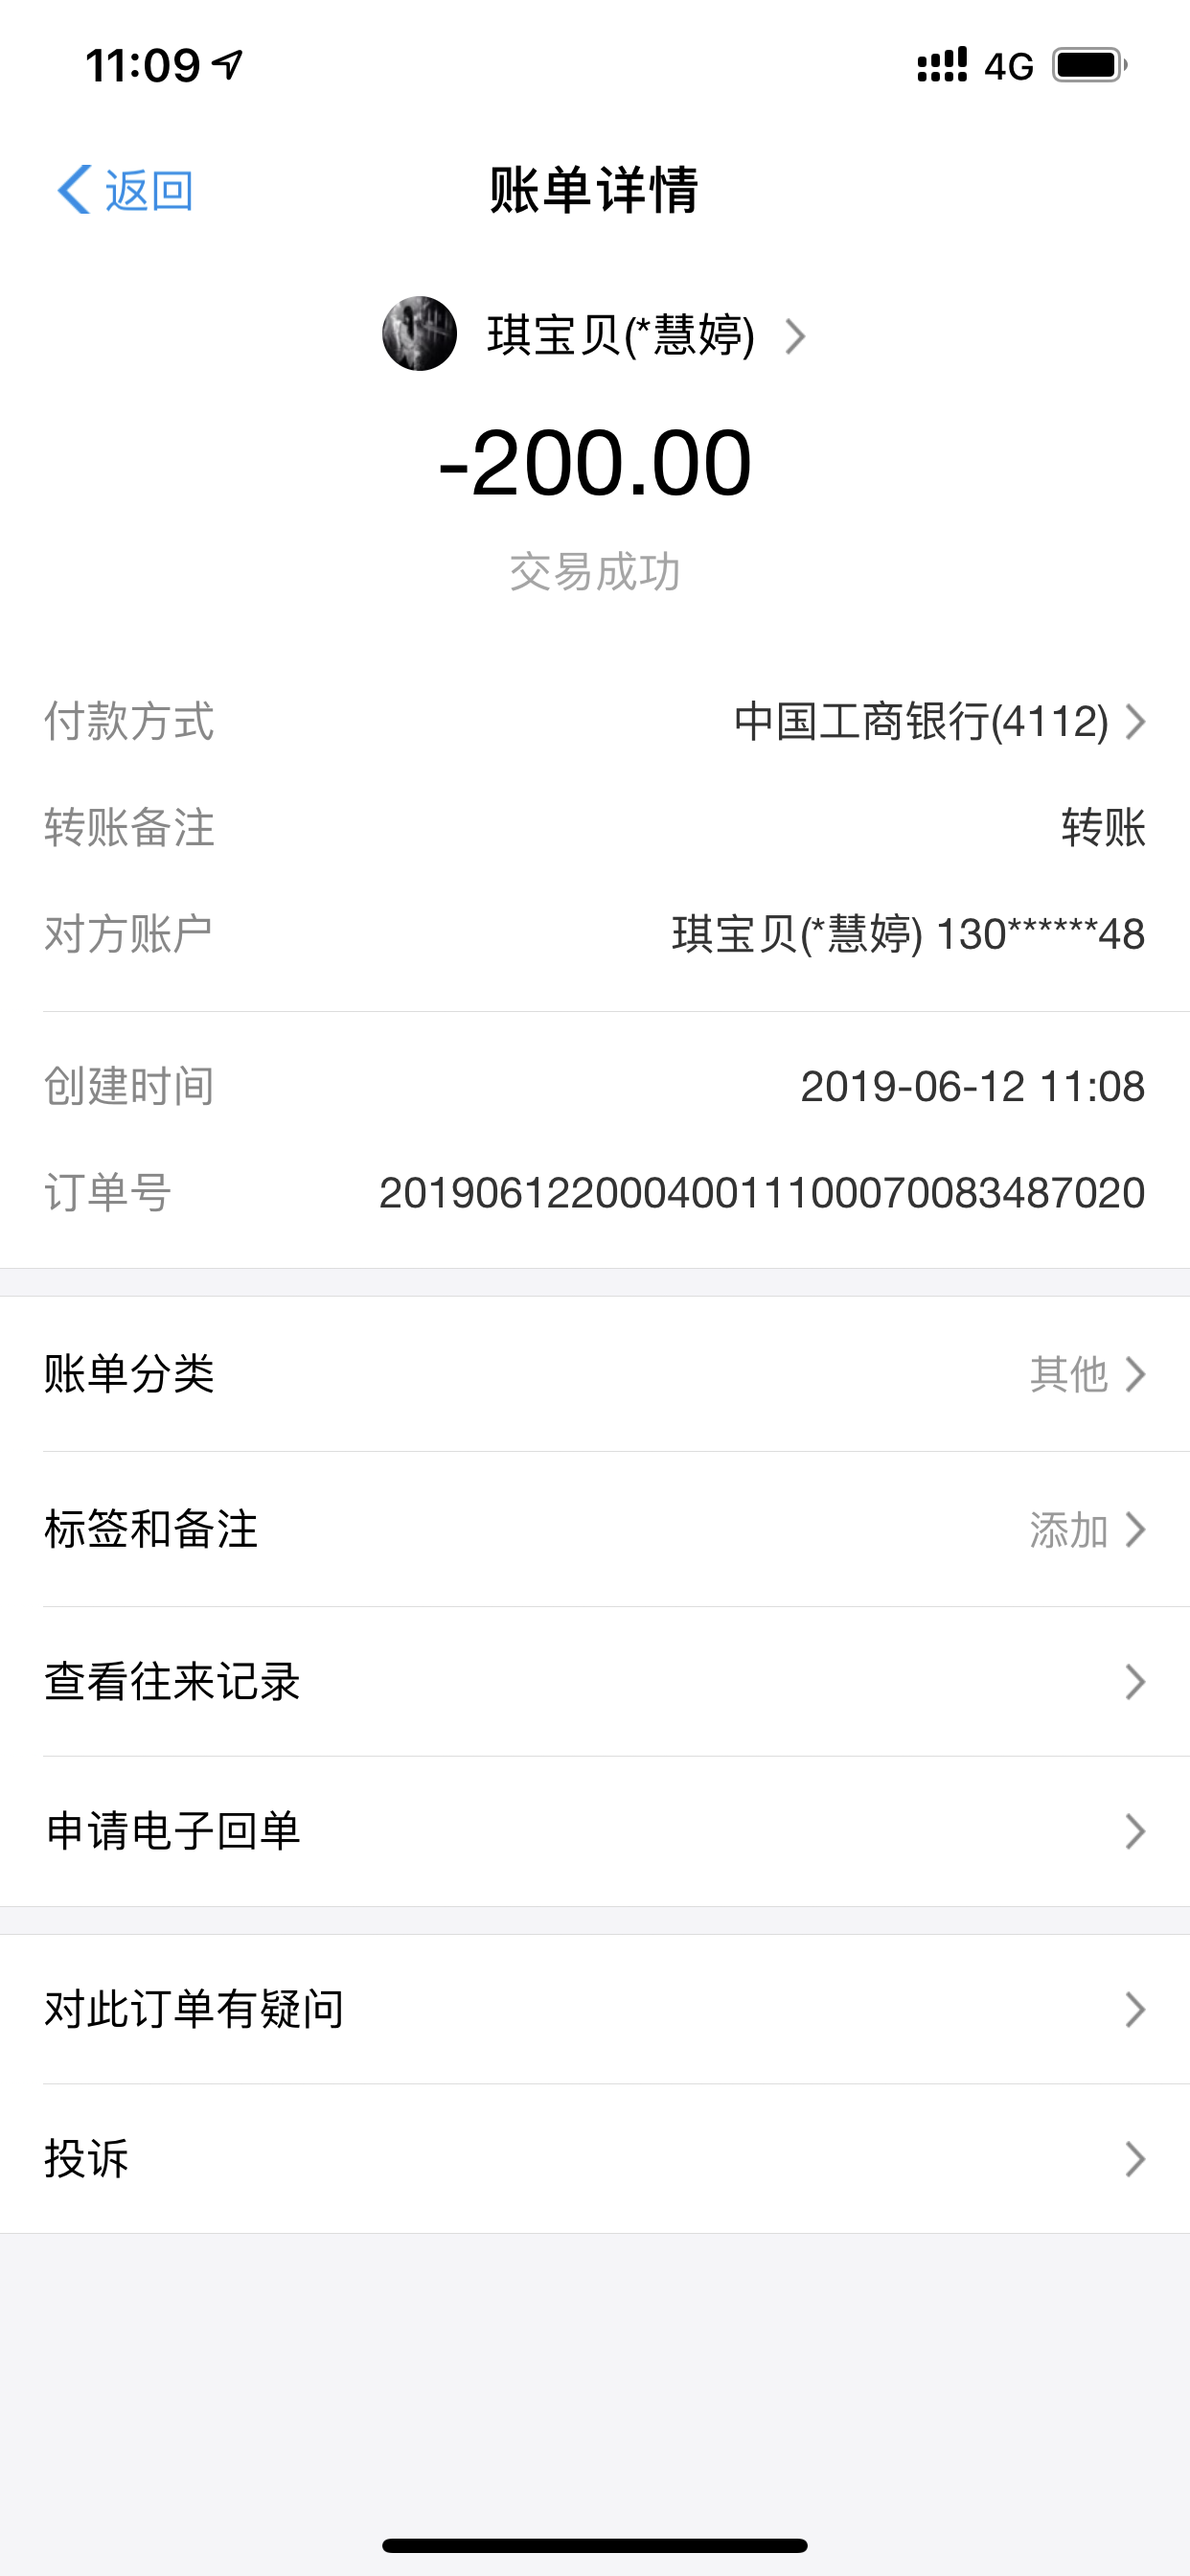 11:09 4G
返回 账单详情
琪宝贝(*慧婷)
-200.00
交易成功
付款方式 中国工商银行(4112)
转账备注 转账
对方账户 琪宝贝(*慧婷) 130******48
创建时间 2019-06-12 11:08
订单号 20190612200040011100070083487020
账单分类 其他
标签和备注 添加
查看往来记录
申请电子回单
对此订单有疑问
投诉